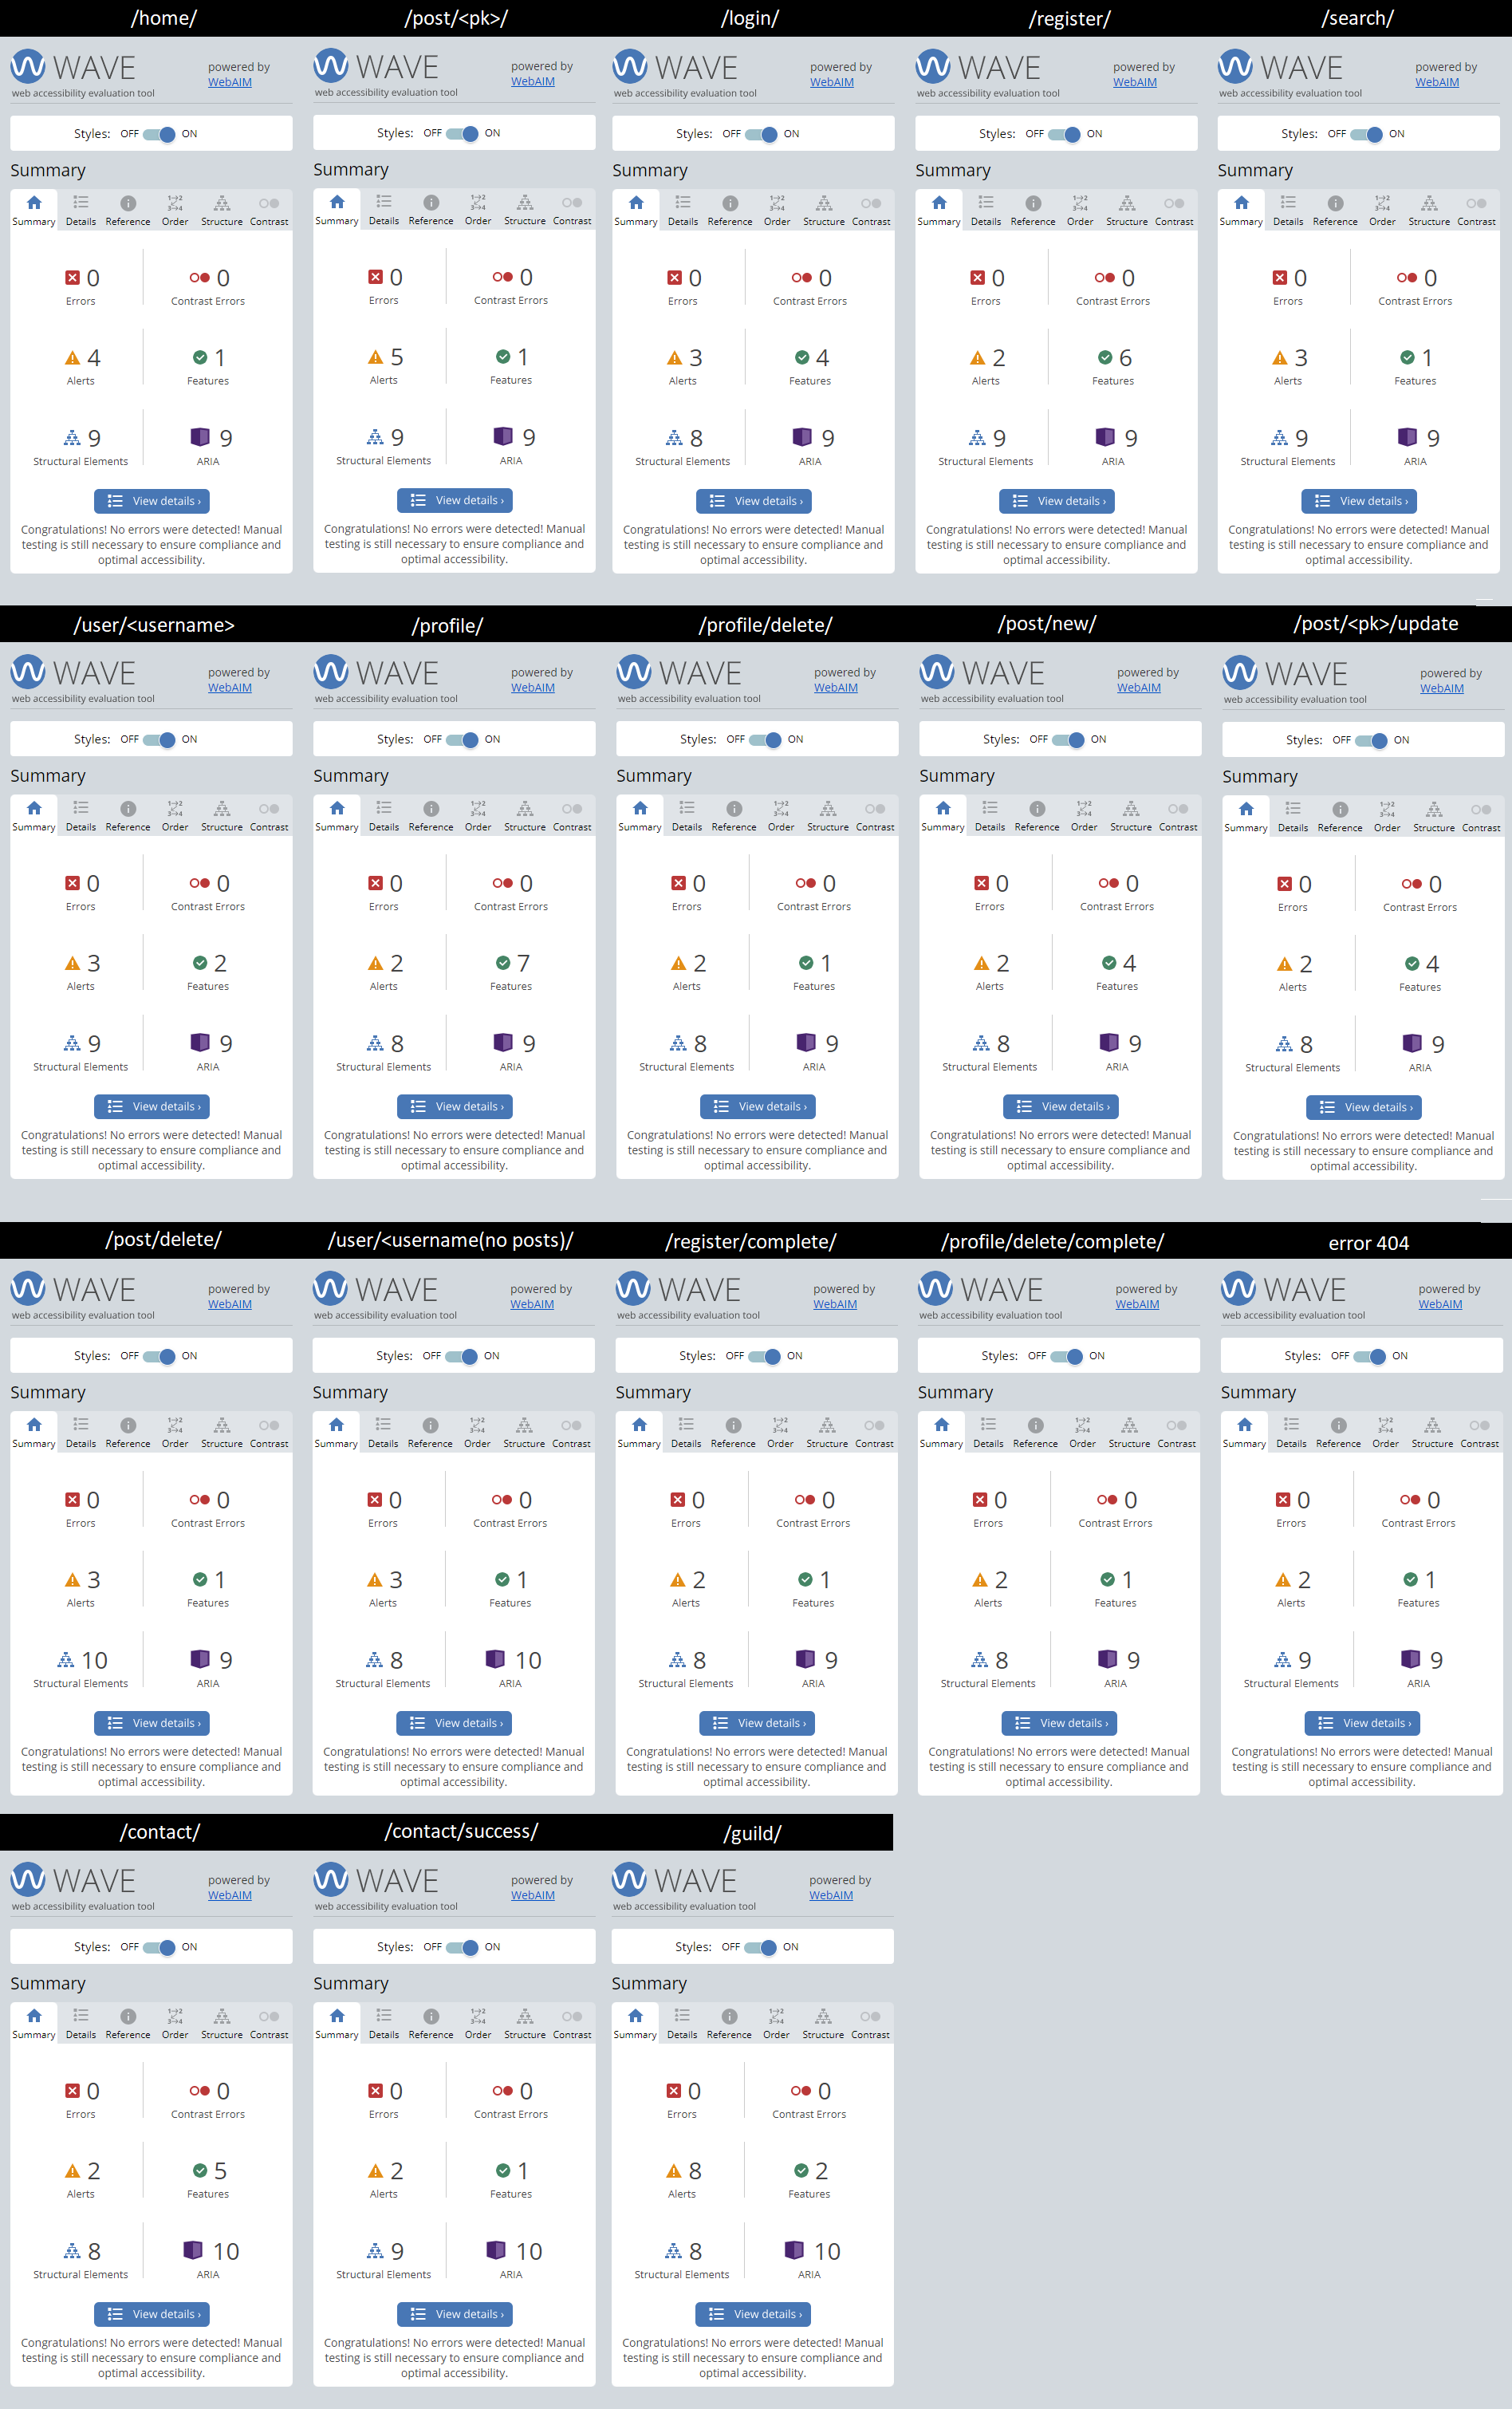 /home/
WAVE powered by
WebAIM
web accessibility evaluation tool
Styles: OFF ON
Summary
Summary Details Reference Order Structure Contrast
0 0
Errors Contrast Errors
4 1
Alerts Features
9 9
Structural Elements ARIA
View details ›
Congratulations! No errors were detected! Manual
testing is still necessary to ensure compliance and
optimal accessibility.
/post/<pk>/
WAVE powered by
WebAIM
web accessibility evaluation tool
Styles: OFF ON
Summary
Summary Details Reference Order Structure Contrast
0 0
Errors Contrast Errors
5 1
Alerts Features
9 9
Structural Elements ARIA
View details ›
Congratulations! No errors were detected! Manual
testing is still necessary to ensure compliance and
optimal accessibility.
/login/
WAVE powered by
WebAIM
web accessibility evaluation tool
Styles: OFF ON
Summary
Summary Details Reference Order Structure Contrast
0 0
Errors Contrast Errors
3 4
Alerts Features
8 9
Structural Elements ARIA
View details ›
Congratulations! No errors were detected! Manual
testing is still necessary to ensure compliance and
optimal accessibility.
/register/
WAVE powered by
WebAIM
web accessibility evaluation tool
Styles: OFF ON
Summary
Summary Details Reference Order Structure Contrast
0 0
Errors Contrast Errors
2 6
Alerts Features
9 9
Structural Elements ARIA
View details ›
Congratulations! No errors were detected! Manual
testing is still necessary to ensure compliance and
optimal accessibility.
/search/
WAVE powered by
WebAIM
web accessibility evaluation tool
Styles: OFF ON
Summary
Summary Details Reference Order Structure Contrast
0 0
Errors Contrast Errors
3 1
Alerts Features
9 9
Structural Elements ARIA
View details ›
Congratulations! No errors were detected! Manual
testing is still necessary to ensure compliance and
optimal accessibility.
/user/<username>
WAVE powered by
WebAIM
web accessibility evaluation tool
Styles: OFF ON
Summary
Summary Details Reference Order Structure Contrast
0 0
Errors Contrast Errors
3 2
Alerts Features
9 9
Structural Elements ARIA
View details ›
Congratulations! No errors were detected! Manual
testing is still necessary to ensure compliance and
optimal accessibility.
/profile/
WAVE powered by
WebAIM
web accessibility evaluation tool
Styles: OFF ON
Summary
Summary Details Reference Order Structure Contrast
0 0
Errors Contrast Errors
2 7
Alerts Features
8 9
Structural Elements ARIA
View details ›
Congratulations! No errors were detected! Manual
testing is still necessary to ensure compliance and
optimal accessibility.
/profile/delete/
WAVE powered by
WebAIM
web accessibility evaluation tool
Styles: OFF ON
Summary
Summary Details Reference Order Structure Contrast
0 0
Errors Contrast Errors
2 1
Alerts Features
8 9
Structural Elements ARIA
View details ›
Congratulations! No errors were detected! Manual
testing is still necessary to ensure compliance and
optimal accessibility.
/post/new/
WAVE powered by
WebAIM
web accessibility evaluation tool
Styles: OFF ON
Summary
Summary Details Reference Order Structure Contrast
0 0
Errors Contrast Errors
2 4
Alerts Features
8 9
Structural Elements ARIA
View details ›
Congratulations! No errors were detected! Manual
testing is still necessary to ensure compliance and
optimal accessibility.
/post/<pk>/update
WAVE powered by
WebAIM
web accessibility evaluation tool
Styles: OFF ON
Summary
Summary Details Reference Order Structure Contrast
0 0
Errors Contrast Errors
2 4
Alerts Features
8 9
Structural Elements ARIA
View details ›
Congratulations! No errors were detected! Manual
testing is still necessary to ensure compliance and
optimal accessibility.
/post/delete/
WAVE powered by
WebAIM
web accessibility evaluation tool
Styles: OFF ON
Summary
Summary Details Reference Order Structure Contrast
0 0
Errors Contrast Errors
3 1
Alerts Features
10 9
Structural Elements ARIA
View details ›
Congratulations! No errors were detected! Manual
testing is still necessary to ensure compliance and
optimal accessibility.
/user/<username(no posts)/
WAVE powered by
WebAIM
web accessibility evaluation tool
Styles: OFF ON
Summary
Summary Details Reference Order Structure Contrast
0 0
Errors Contrast Errors
3 1
Alerts Features
8 10
Structural Elements ARIA
View details ›
Congratulations! No errors were detected! Manual
testing is still necessary to ensure compliance and
optimal accessibility.
/register/complete/
WAVE powered by
WebAIM
web accessibility evaluation tool
Styles: OFF ON
Summary
Summary Details Reference Order Structure Contrast
0 0
Errors Contrast Errors
2 1
Alerts Features
8 9
Structural Elements ARIA
View details ›
Congratulations! No errors were detected! Manual
testing is still necessary to ensure compliance and
optimal accessibility.
/profile/delete/complete/
WAVE powered by
WebAIM
web accessibility evaluation tool
Styles: OFF ON
Summary
Summary Details Reference Order Structure Contrast
0 0
Errors Contrast Errors
2 1
Alerts Features
8 9
Structural Elements ARIA
View details ›
Congratulations! No errors were detected! Manual
testing is still necessary to ensure compliance and
optimal accessibility.
error 404
WAVE powered by
WebAIM
web accessibility evaluation tool
Styles: OFF ON
Summary
Summary Details Reference Order Structure Contrast
0 0
Errors Contrast Errors
2 1
Alerts Features
9 9
Structural Elements ARIA
View details ›
Congratulations! No errors were detected! Manual
testing is still necessary to ensure compliance and
optimal accessibility.
/contact/
WAVE powered by
WebAIM
web accessibility evaluation tool
Styles: OFF ON
Summary
Summary Details Reference Order Structure Contrast
0 0
Errors Contrast Errors
2 5
Alerts Features
8 10
Structural Elements ARIA
View details ›
Congratulations! No errors were detected! Manual
testing is still necessary to ensure compliance and
optimal accessibility.
/contact/success/
WAVE powered by
WebAIM
web accessibility evaluation tool
Styles: OFF ON
Summary
Summary Details Reference Order Structure Contrast
0 0
Errors Contrast Errors
2 1
Alerts Features
9 10
Structural Elements ARIA
View details ›
Congratulations! No errors were detected! Manual
testing is still necessary to ensure compliance and
optimal accessibility.
/guild/
WAVE powered by
WebAIM
web accessibility evaluation tool
Styles: OFF ON
Summary
Summary Details Reference Order Structure Contrast
0 0
Errors Contrast Errors
8 2
Alerts Features
8 10
Structural Elements ARIA
View details ›
Congratulations! No errors were detected! Manual
testing is still necessary to ensure compliance and
optimal accessibility.